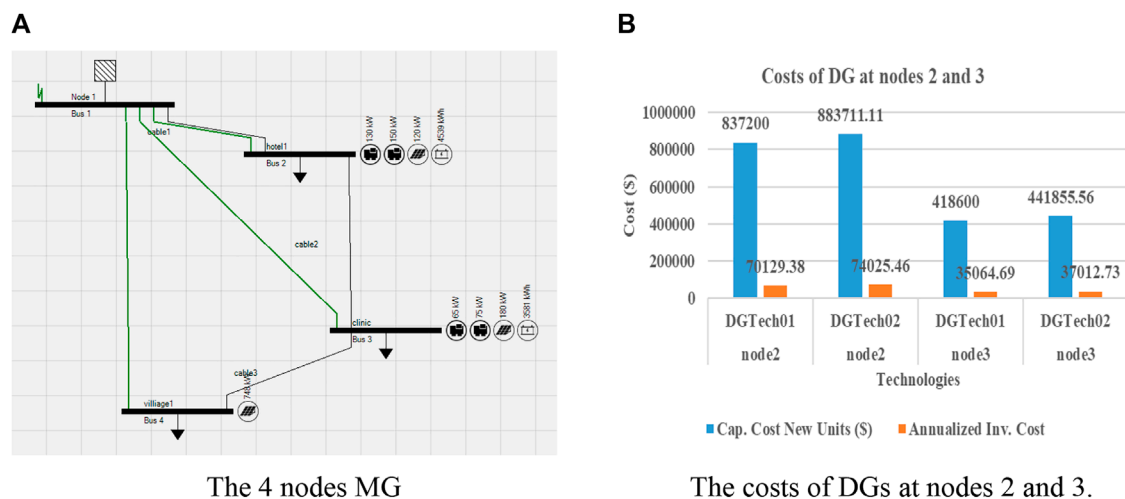 A
Node 1
Bus 1
cable1
hotel1
Bus 2
130 kW
150 kW
120 kW
4539 kWh
cable2
clinic
Bus 3
65 kW
75 kW
180 kW
3581 kWh
cable3
villiage1
Bus 4
748 kW
The 4 nodes MG
B
Costs of DG at nodes 2 and 3
Cost ($)
1000000
800000
600000
400000
200000
0
837200
883711.11
418600
441855.56
70129.38
74025.46
35064.69
37012.73
DGTech01 DGTech02 DGTech01 DGTech02
node2 node2 node3 node3
Technologies
Cap. Cost New Units ($) Annualized Inv. Cost
The costs of DGs at nodes 2 and 3.